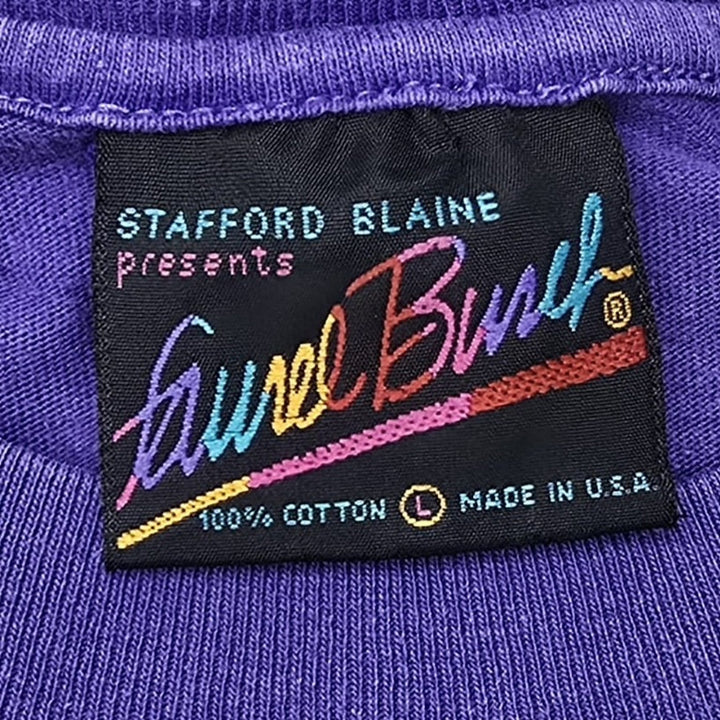 STAFFORD BLAINE
presents
Laurel Burch ®
100% COTTON L MADE IN U.S.A.